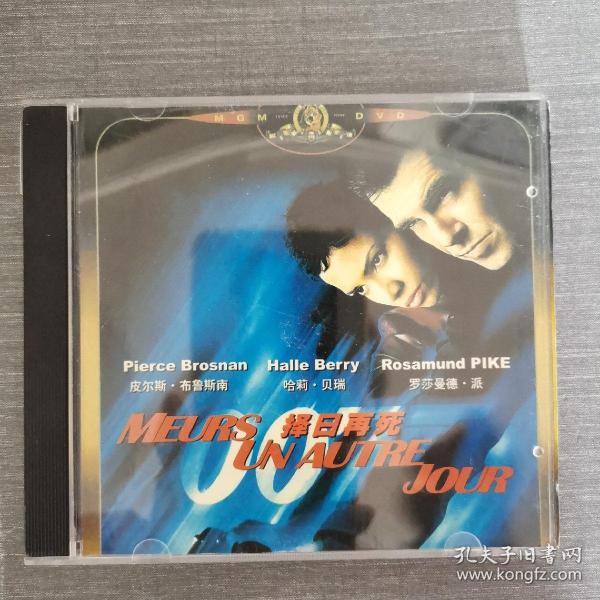 MGM DVD
Pierce Brosnan Halle Berry Rosamund PIKE
皮尔斯·布鲁斯南 哈莉·贝瑞 罗莎曼德·派
择日再死
007
MEURS
UN AUTRE
JOUR
孔夫子旧书网
www.kongfz.com